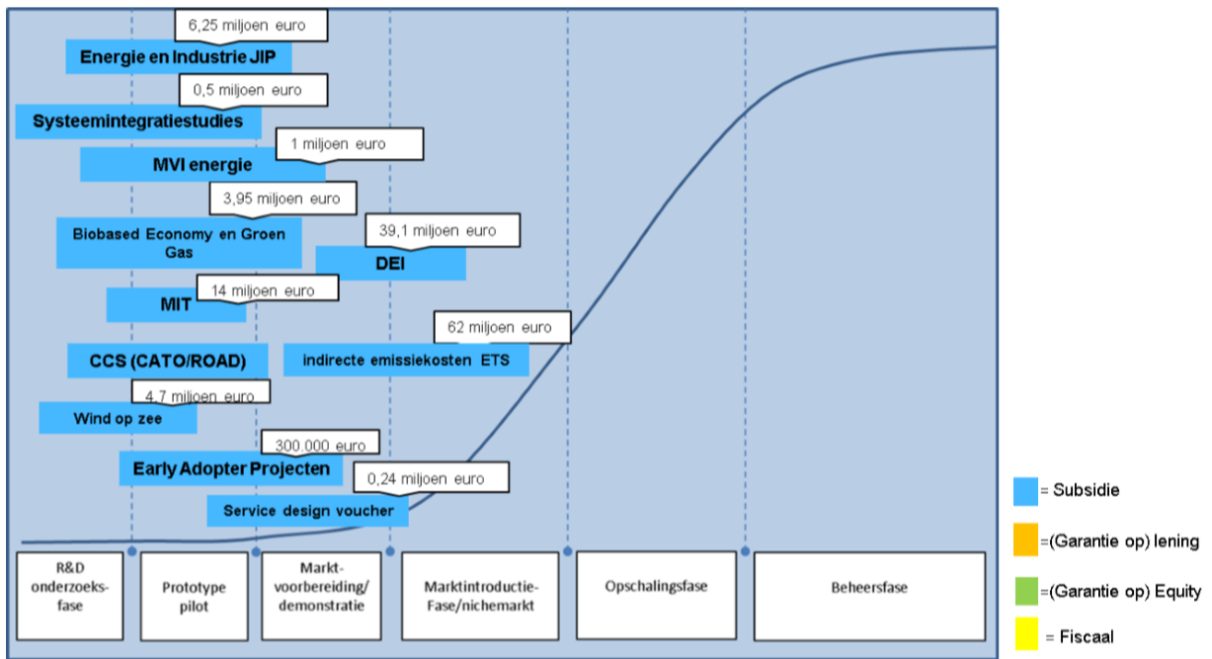 6,25 miljoen euro
Energie en Industrie JIP
0,5 miljoen euro
Systeemintegratiestudies
1 miljoen euro
MVI energie
3,95 miljoen euro
Biobased Economy en Groen
Gas
39,1 miljoen euro
DEI
14 miljoen euro
MIT
62 miljoen euro
CCS (CATO/ROAD)
indirecte emissiekosten ETS
4,7 miljoen euro
Wind op zee
300.000 euro
Early Adopter Projecten
0,24 miljoen euro
Service design voucher
R&D
onderzoeks-
fase
Prototype
pilot
Markt-
voorbereiding/
demonstratie
Marktintroductie-
Fase/nichemarkt
Opschalingsfase
Beheersfase
= Subsidie
=(Garantie op) lening
=(Garantie op) Equity
= Fiscaal